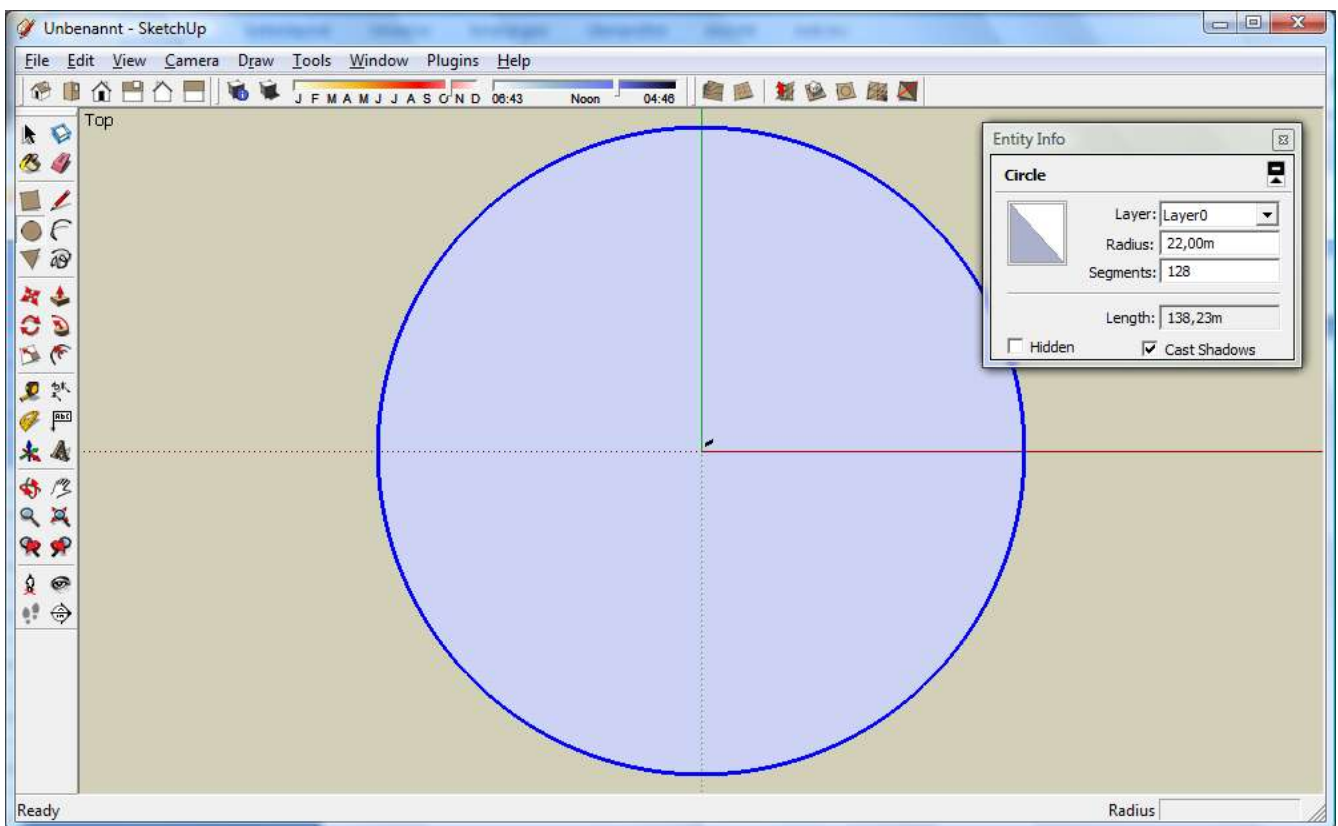 Unbenannt - SketchUp
File Edit View Camera Draw Tools Window Plugins Help
J F M A M J J A S O N D 06:43 Noon 04:46
Top
Entity Info
Circle
Layer: Layer0
Radius: 22,00m
Segments: 128
Length: 138,23m
Hidden Cast Shadows
Abc
Ready Radius